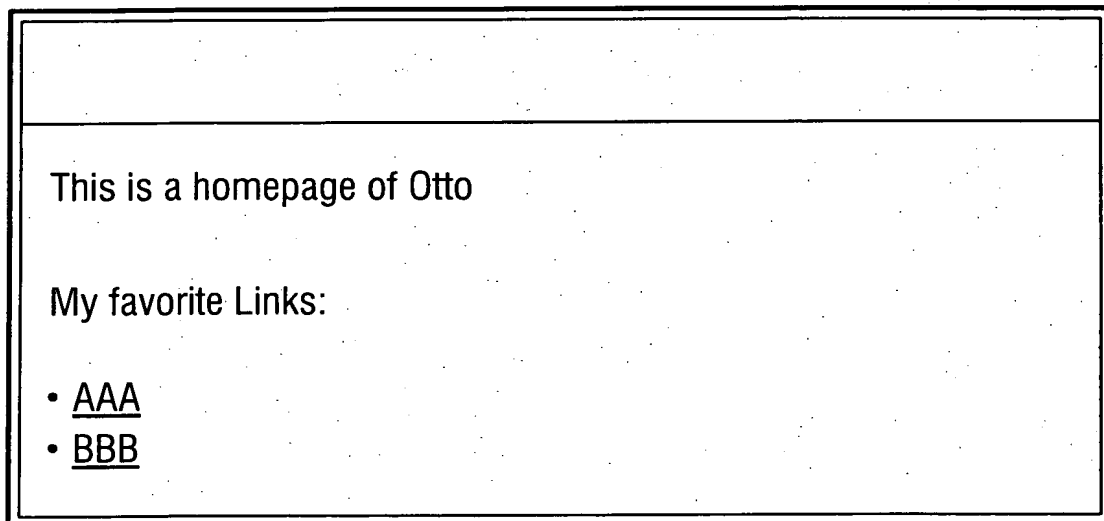 This is a homepage of Otto
My favorite Links:
• AAA
• BBB